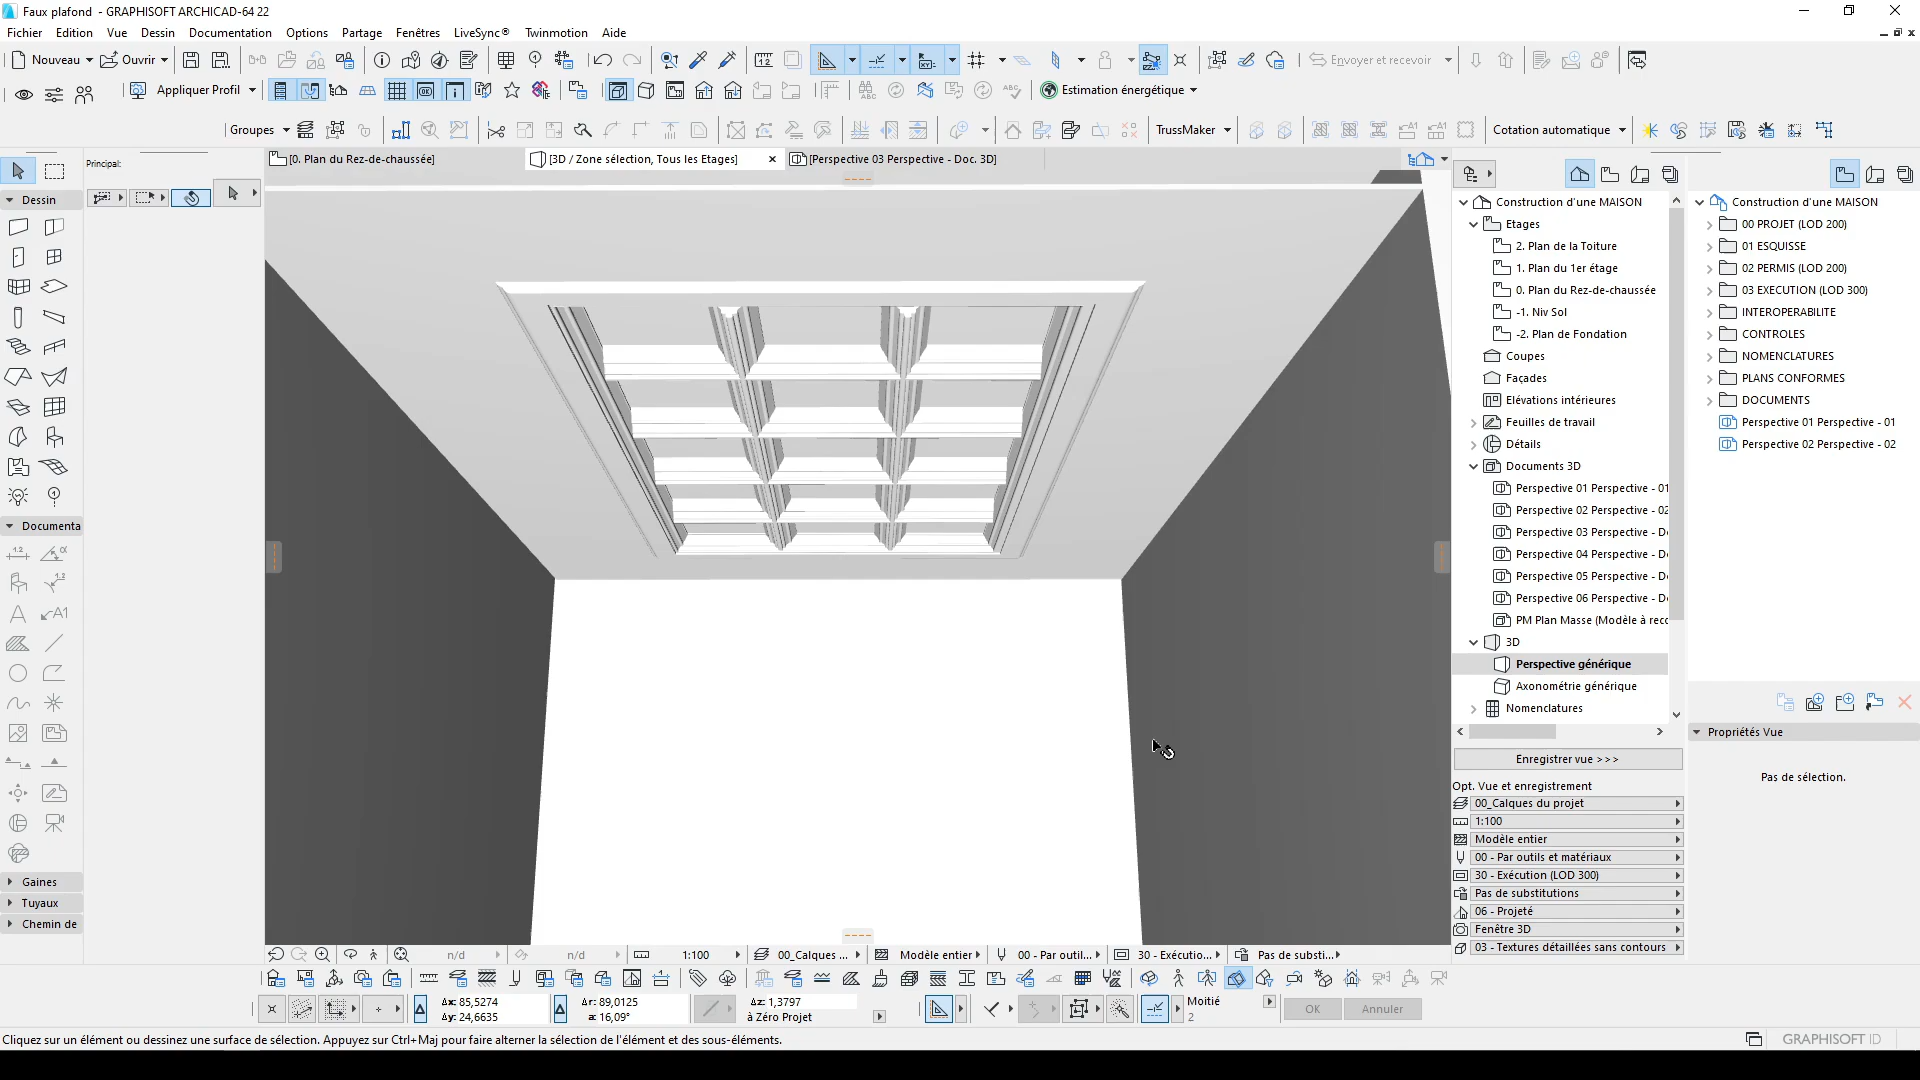 Faux plafond - GRAPHISOFT ARCHICAD-64 22
Fichier Edition Vue Dessin Documentation Options Partage Fenêtres LiveSync® Twinmotion Aide
Nouveau Ouvrir Envoyer et recevoir
Appliquer Profil Estimation énergétique
Groupes TrussMaker Cotation automatique
[0. Plan du Rez-de-chaussée] [3D / Zone sélection, Tous les Etages] [Perspective 03 Perspective - Doc. 3D]
Principal:
Dessin
Documenta
Gaines
Tuyaux
Chemin de
Construction d'une MAISON
Etages
2. Plan de la Toiture
1. Plan du 1er étage
0. Plan du Rez-de-chaussée
-1. Niv Sol
-2. Plan de Fondation
Coupes
Façades
Elévations intérieures
Feuilles de travail
Détails
Documents 3D
Perspective 01 Perspective - 01
Perspective 02 Perspective - 02
Perspective 03 Perspective - D
Perspective 04 Perspective - D
Perspective 05 Perspective - D
Perspective 06 Perspective - D
PM Plan Masse (Modèle à rec
3D
Perspective générique
Axonométrie générique
Nomenclatures
Enregistrer vue >>>
Opt. Vue et enregistrement
00_Calques du projet
1:100
Modèle entier
00 - Par outils et matériaux
30 - Exécution (LOD 300)
Pas de substitutions
06 - Projeté
Fenêtre 3D
03 - Textures détaillées sans contours
Construction d'une MAISON
00 PROJET (LOD 200)
01 ESQUISSE
02 PERMIS (LOD 200)
03 EXECUTION (LOD 300)
INTEROPERABILITE
CONTROLES
NOMENCLATURES
PLANS CONFORMES
DOCUMENTS
Perspective 01 Perspective - 01
Perspective 02 Perspective - 02
Propriétés Vue
Pas de sélection.
n/d n/d 1:100 00_Calques ... Modèle entier 00 - Par outil... 30 - Exécutio... Pas de substi...
Δx: 85,5274 Δr: 89,0125 Δz: 1,3797 Moitié
Δy: 24,6635 a: 16,09° à Zéro Projet 2 OK Annuler
Cliquez sur un élément ou dessinez une surface de sélection. Appuyez sur Ctrl+Maj pour faire alterner la sélection de l'élément et des sous-éléments.
GRAPHISOFT ID